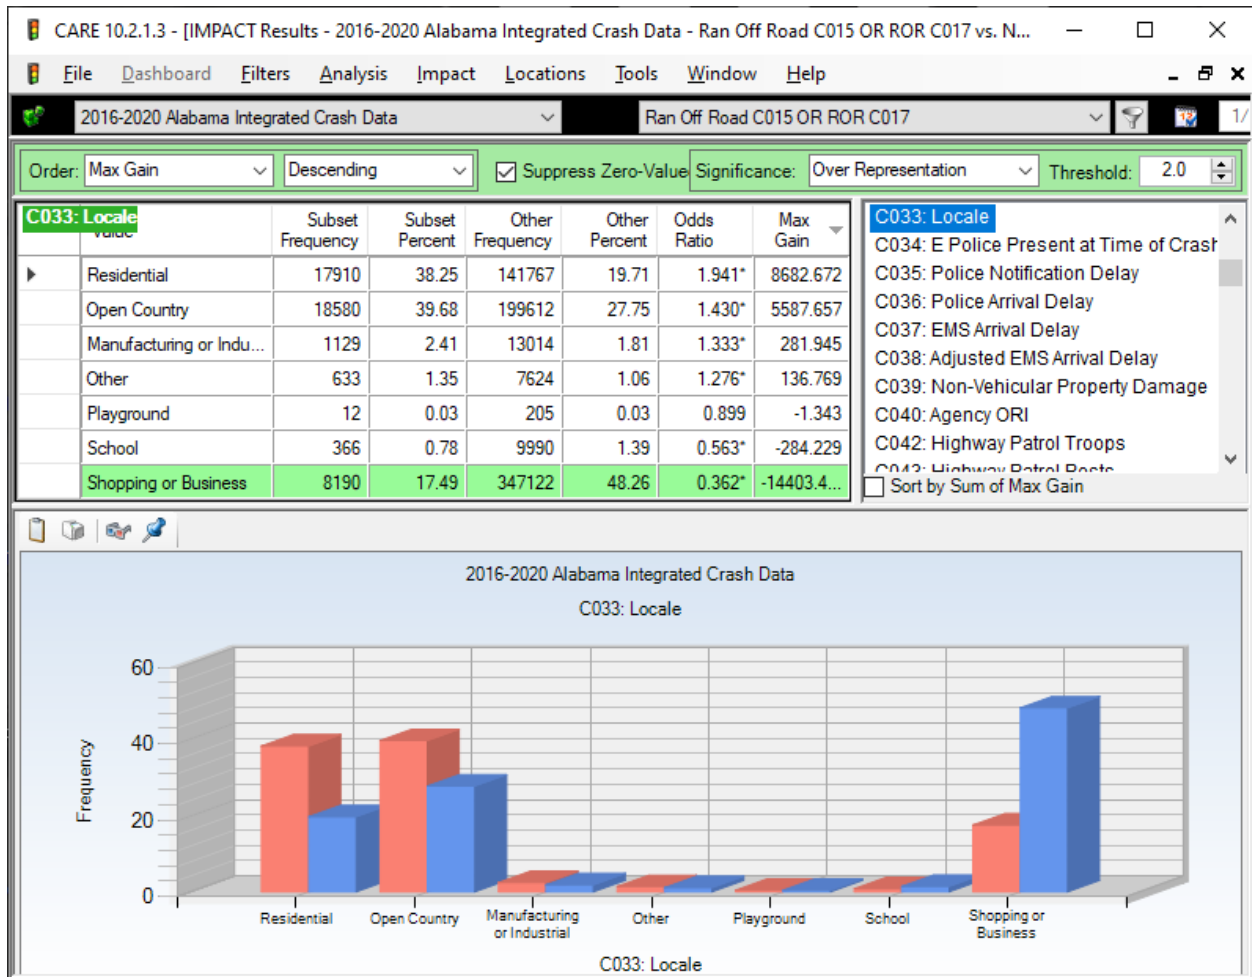 CARE 10.2.1.3 - [IMPACT Results - 2016-2020 Alabama Integrated Crash Data - Ran Off Road C015 OR ROR C017 vs. N...
File Dashboard Filters Analysis Impact Locations Tools Window Help
2016-2020 Alabama Integrated Crash Data Ran Off Road C015 OR ROR C017 12 1/
Order: Max Gain Descending Suppress Zero-Value Significance: Over Representation Threshold: 2.0
C033: Locale
Value Subset Frequency Subset Percent Other Frequency Other Percent Odds Ratio Max Gain
Residential 17910 38.25 141767 19.71 1.941* 8682.672
Open Country 18580 39.68 199612 27.75 1.430* 5587.657
Manufacturing or Indu... 1129 2.41 13014 1.81 1.333* 281.945
Other 633 1.35 7624 1.06 1.276* 136.769
Playground 12 0.03 205 0.03 0.899 -1.343
School 366 0.78 9990 1.39 0.563* -284.229
Shopping or Business 8190 17.49 347122 48.26 0.362* -14403.4...
C033: Locale
C034: E Police Present at Time of Crash
C035: Police Notification Delay
C036: Police Arrival Delay
C037: EMS Arrival Delay
C038: Adjusted EMS Arrival Delay
C039: Non-Vehicular Property Damage
C040: Agency ORI
C042: Highway Patrol Troops
C043: Highway Patrol Posts
Sort by Sum of Max Gain
2016-2020 Alabama Integrated Crash Data
C033: Locale
Frequency
60
40
20
0
Residential Open Country Manufacturing or Industrial Other Playground School Shopping or Business
C033: Locale